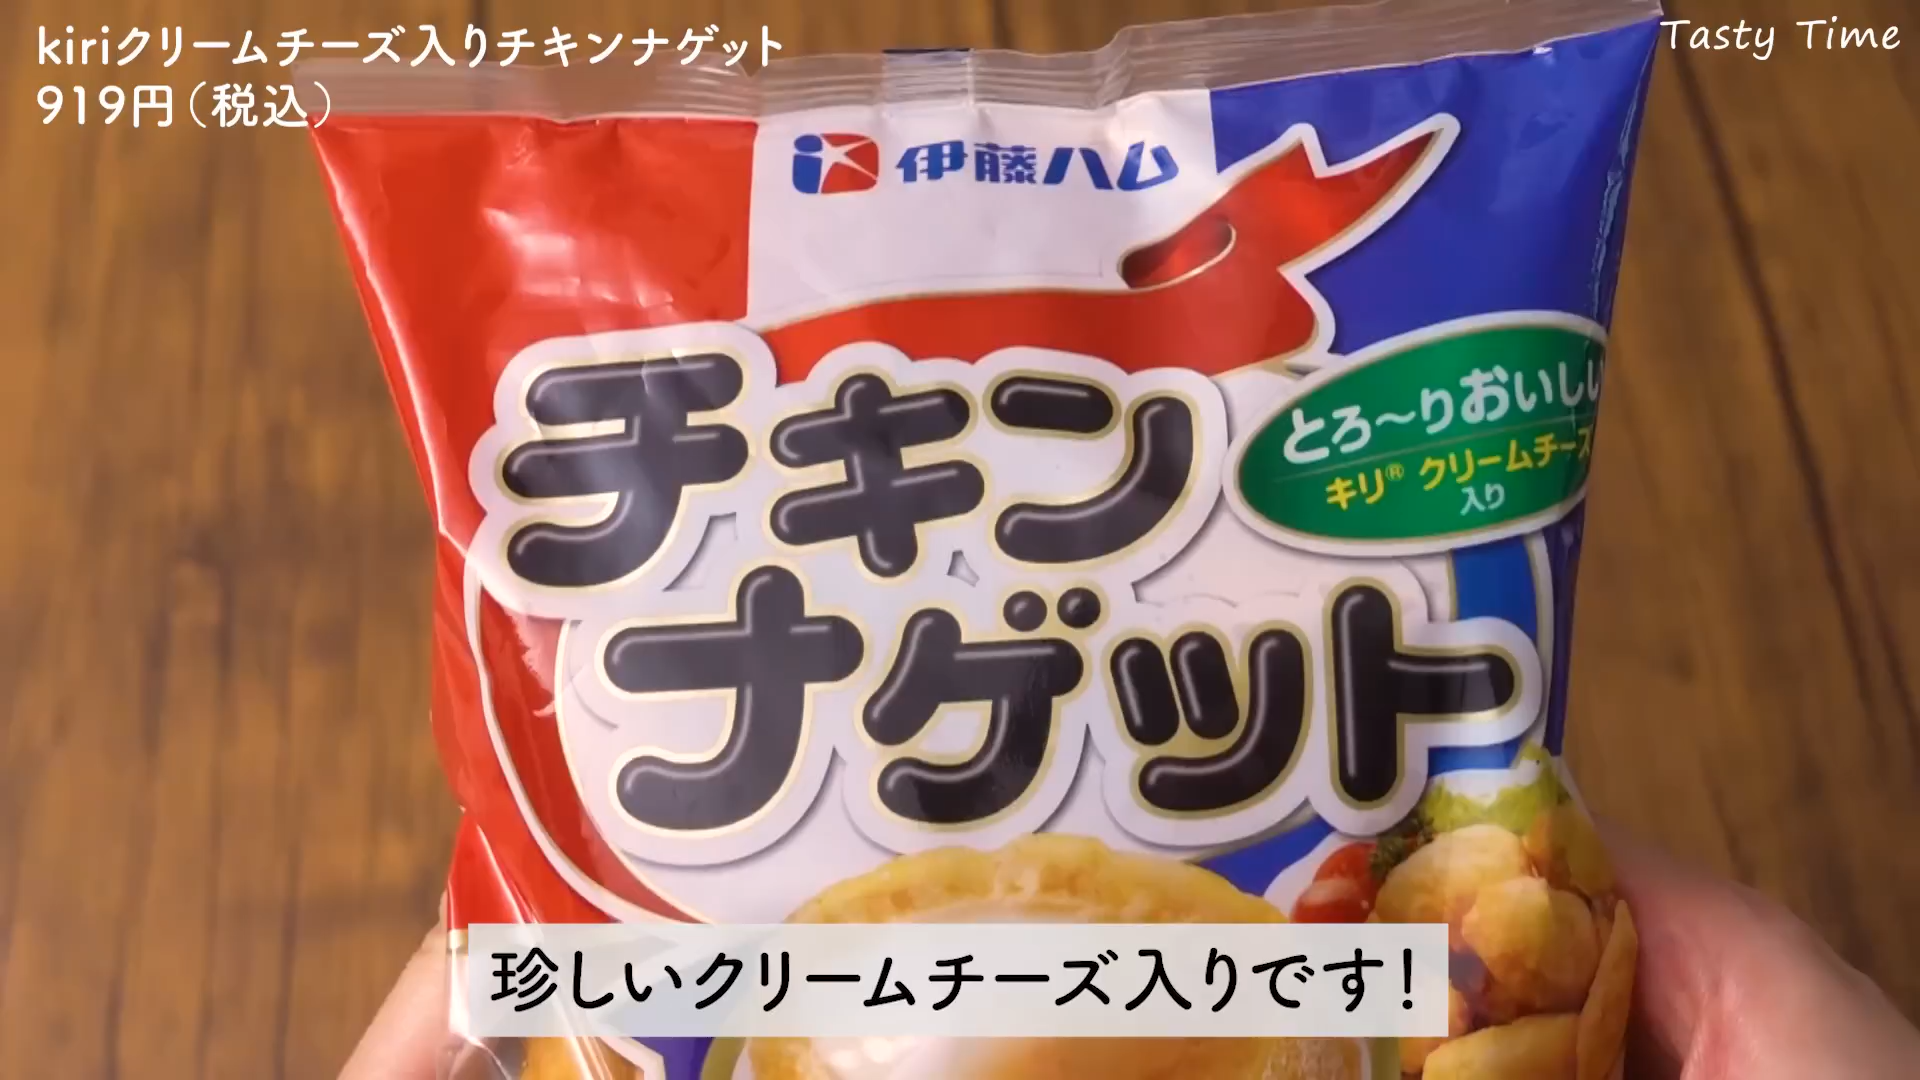 kiriクリームチーズ入りチキンナゲット
919円（税込）
Tasty Time
伊藤ハム
チキン
ナゲット
とろ〜りおいしい
キリ® クリームチーズ
入り
珍しいクリームチーズ入りです！